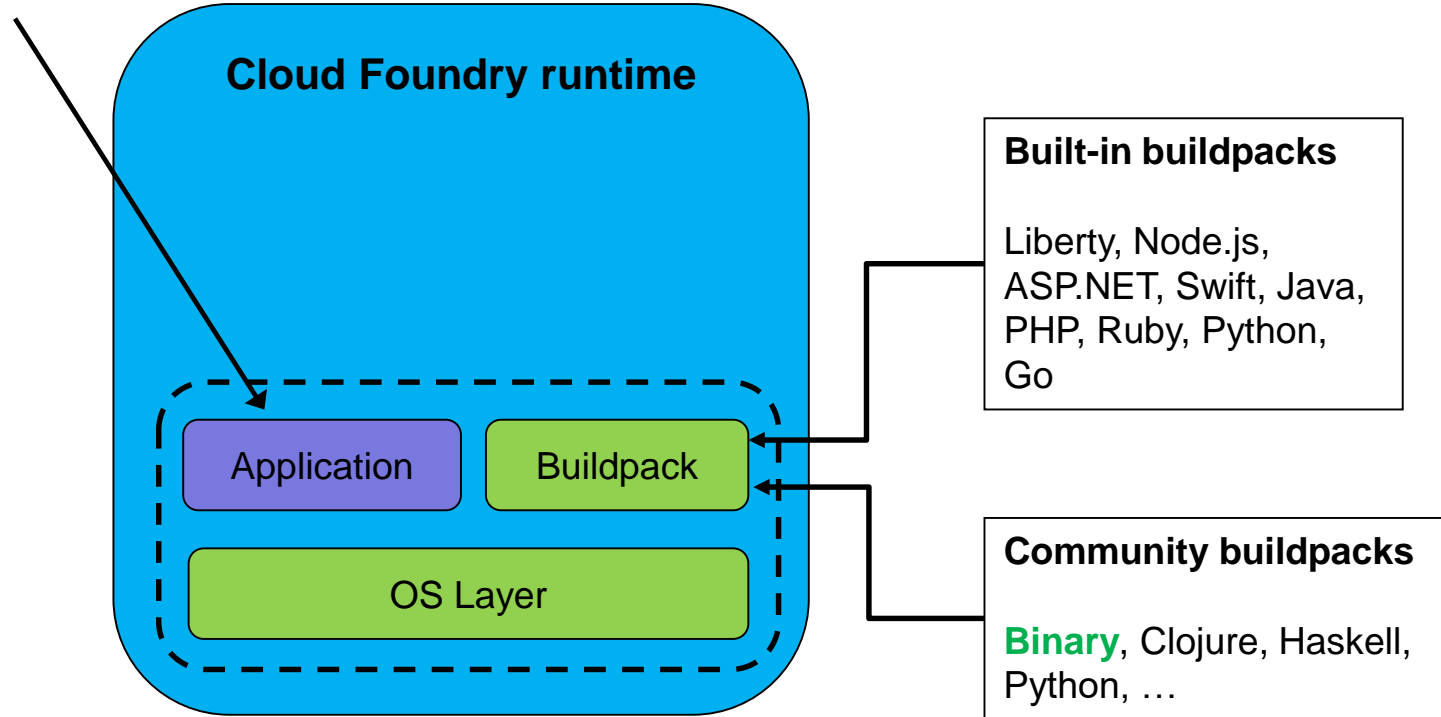 Cloud Foundry runtime
Built-in buildpacks
Liberty, Node.js,
ASP.NET, Swift, Java,
PHP, Ruby, Python,
Go
Application
Buildpack
OS Layer
Community buildpacks
Binary, Clojure, Haskell,
Python, …